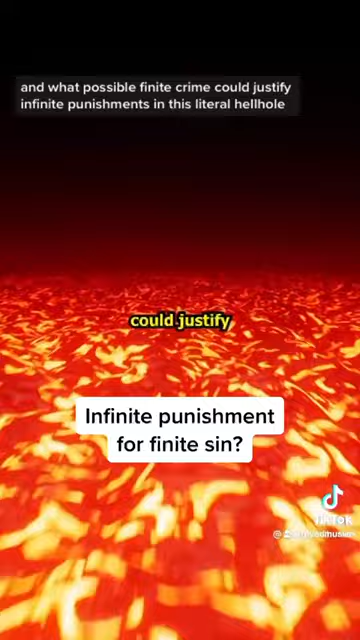 and what possible finite crime could justify
infinite punishments in this literal hellhole
could justify
Infinite punishment
for finite sin?
TikTok